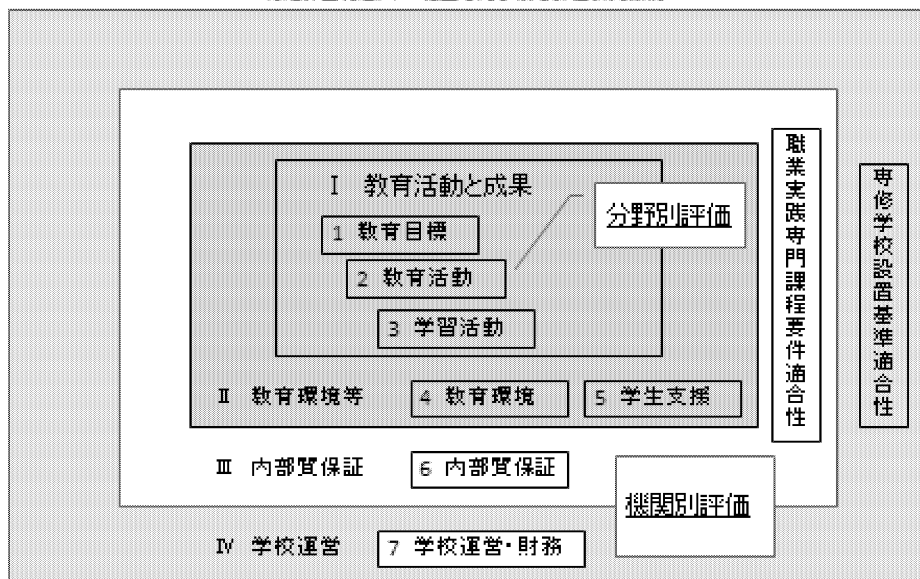 Ⅰ 教育活動と成果
分野別評価
1 教育目標
2 教育活動
3 学習活動
Ⅱ 教育環境等
4 教育環境
5 学生支援
Ⅲ 内部質保証
6 内部質保証
機関別評価
Ⅳ 学校運営
7 学校運営・財務
職業実践専門課程要件適合性
専修学校設置基準適合性